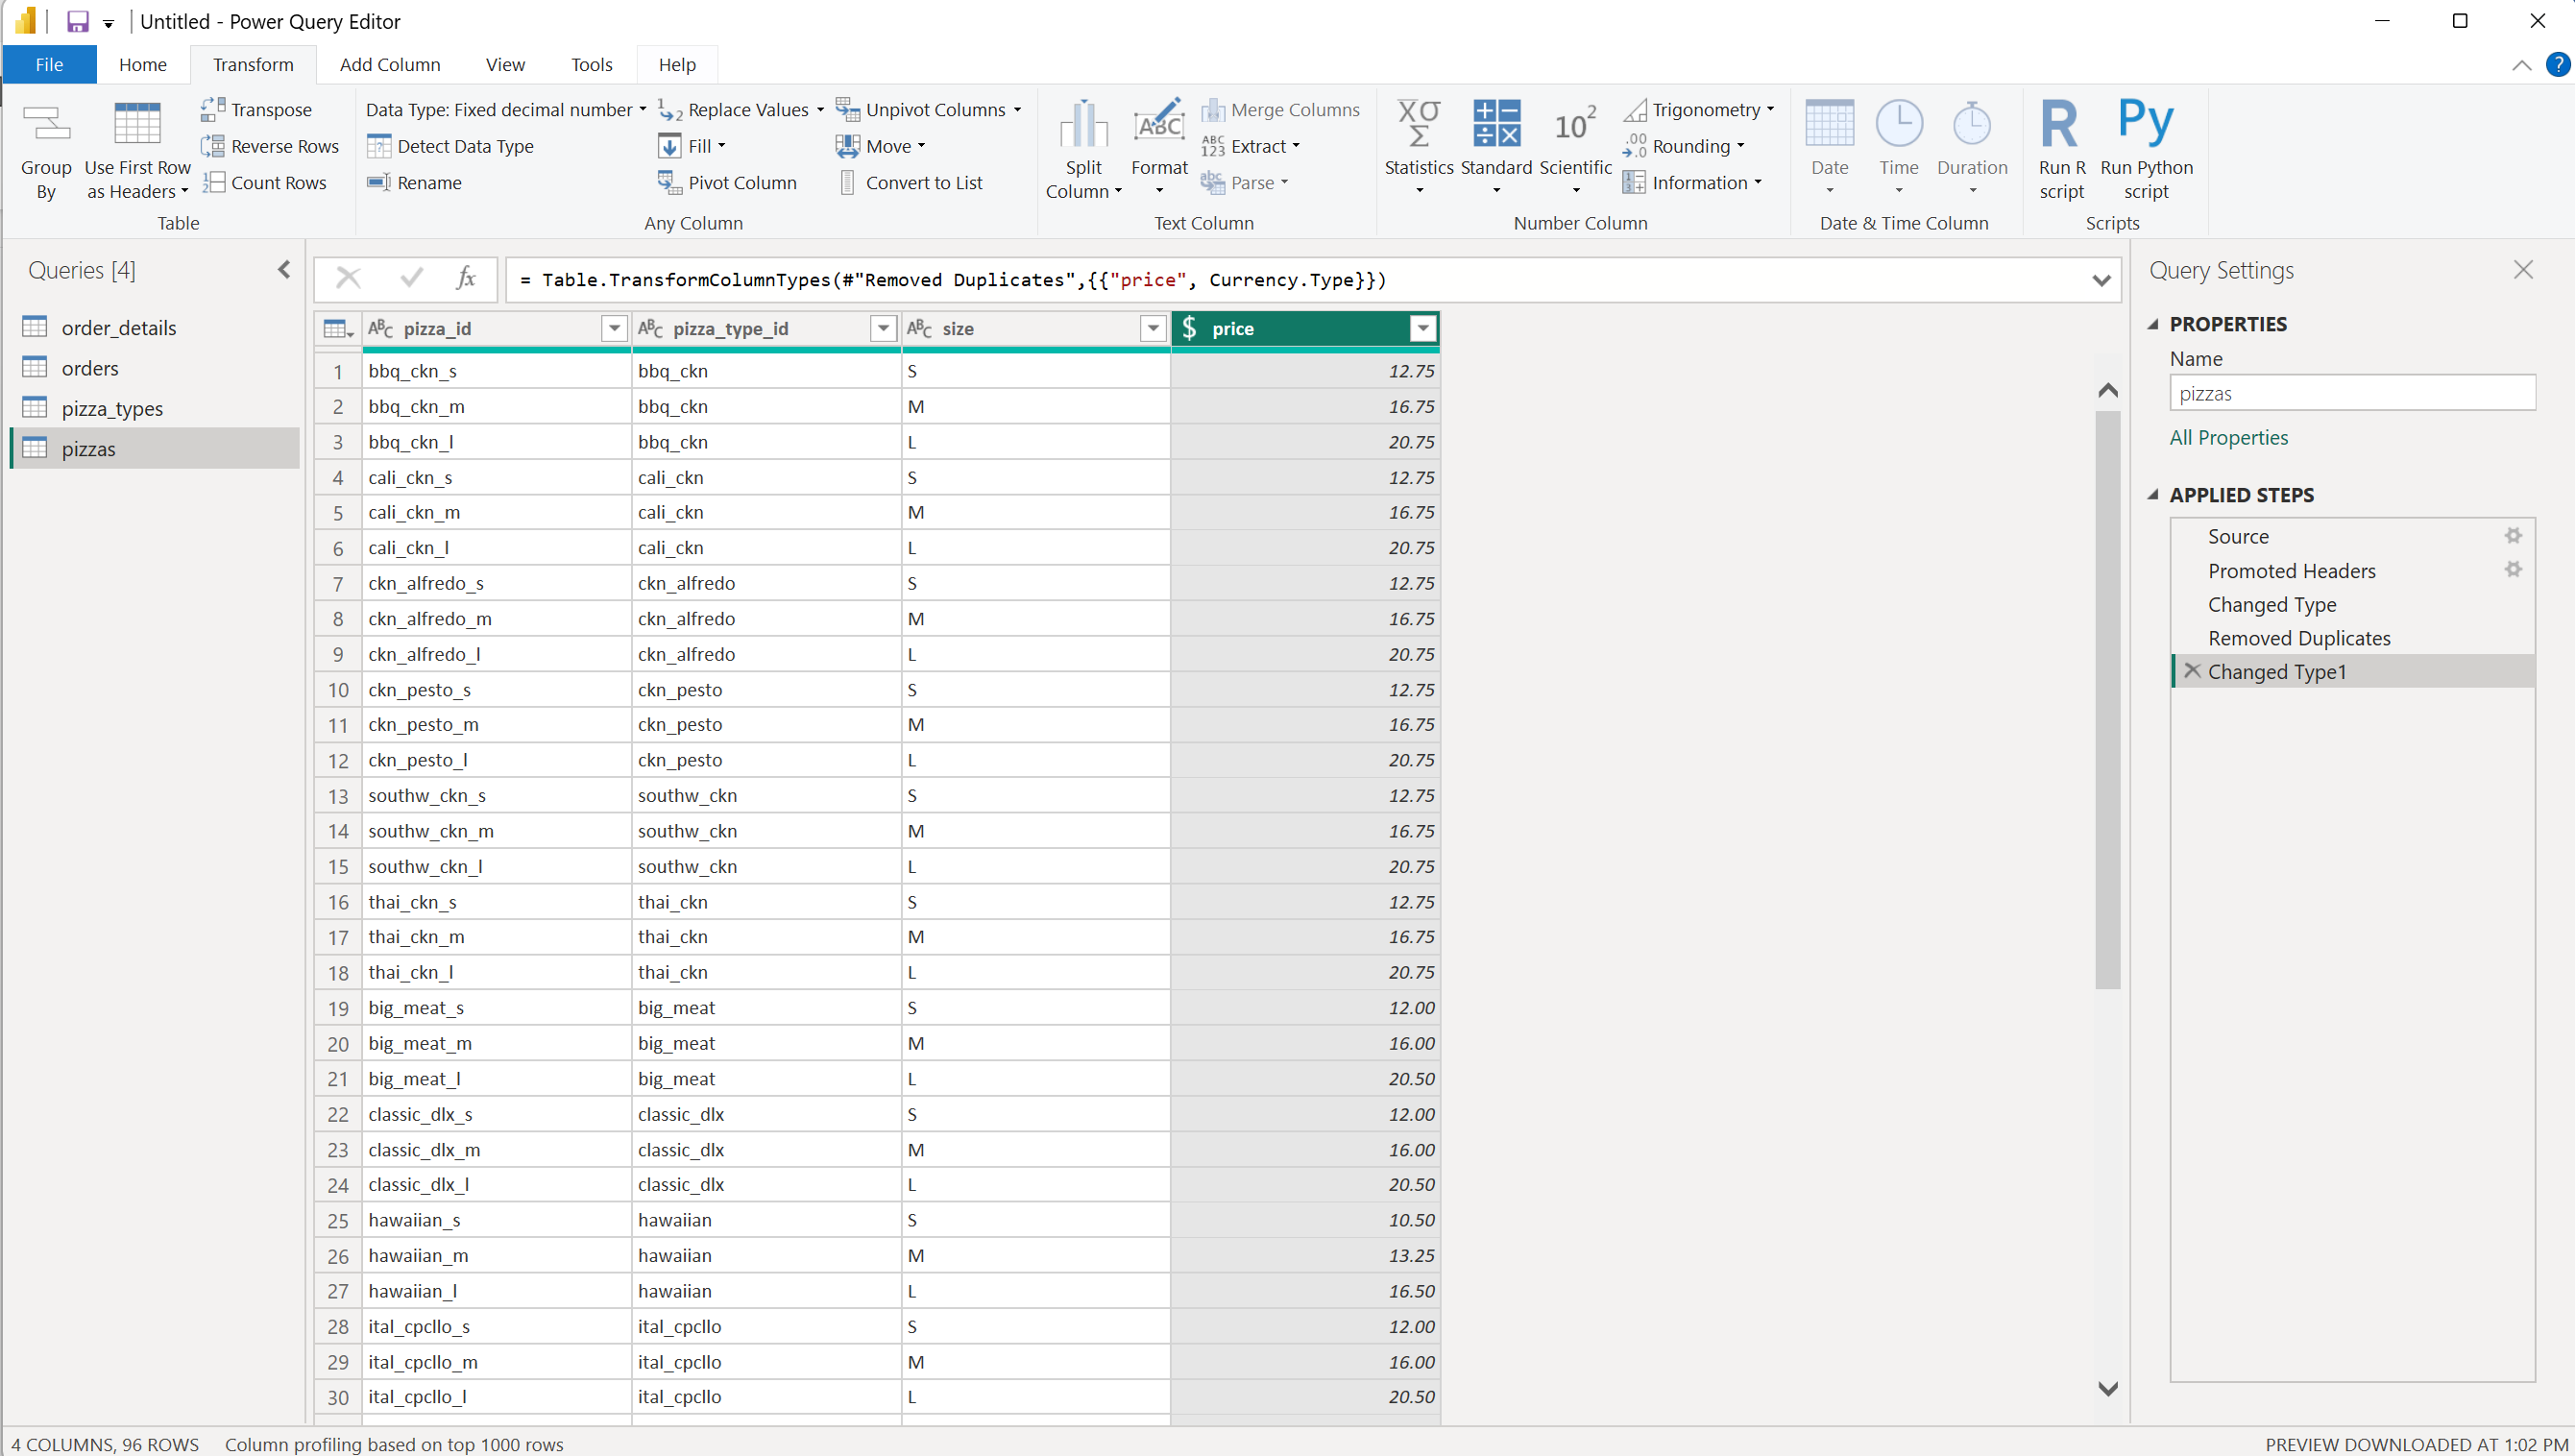 Untitled - Power Query Editor
File Home Transform Add Column View Tools Help
Group By
Use First Row as Headers
Transpose
Reverse Rows
Count Rows
Table
Data Type: Fixed decimal number
Detect Data Type
Rename
Replace Values
Fill
Pivot Column
Unpivot Columns
Move
Convert to List
Any Column
Split Column
ABC
Format
Merge Columns
ABC 123 Extract
abc Parse
Text Column
XσΣ
Statistics
Standard
10²
Scientific
Trigonometry
.00 .0 Rounding
Information
Number Column
Date
Time
Duration
Date & Time Column
R
Run R script
Py
Run Python script
Scripts
Queries [4]
order_details
orders
pizza_types
pizzas
fx
= Table.TransformColumnTypes(#"Removed Duplicates",{{"price", Currency.Type}})
ABC pizza_id ABC pizza_type_id ABC size $ price
1 bbq_ckn_s bbq_ckn S 12.75
2 bbq_ckn_m bbq_ckn M 16.75
3 bbq_ckn_l bbq_ckn L 20.75
4 cali_ckn_s cali_ckn S 12.75
5 cali_ckn_m cali_ckn M 16.75
6 cali_ckn_l cali_ckn L 20.75
7 ckn_alfredo_s ckn_alfredo S 12.75
8 ckn_alfredo_m ckn_alfredo M 16.75
9 ckn_alfredo_l ckn_alfredo L 20.75
10 ckn_pesto_s ckn_pesto S 12.75
11 ckn_pesto_m ckn_pesto M 16.75
12 ckn_pesto_l ckn_pesto L 20.75
13 southw_ckn_s southw_ckn S 12.75
14 southw_ckn_m southw_ckn M 16.75
15 southw_ckn_l southw_ckn L 20.75
16 thai_ckn_s thai_ckn S 12.75
17 thai_ckn_m thai_ckn M 16.75
18 thai_ckn_l thai_ckn L 20.75
19 big_meat_s big_meat S 12.00
20 big_meat_m big_meat M 16.00
21 big_meat_l big_meat L 20.50
22 classic_dlx_s classic_dlx S 12.00
23 classic_dlx_m classic_dlx M 16.00
24 classic_dlx_l classic_dlx L 20.50
25 hawaiian_s hawaiian S 10.50
26 hawaiian_m hawaiian M 13.25
27 hawaiian_l hawaiian L 16.50
28 ital_cpcllo_s ital_cpcllo S 12.00
29 ital_cpcllo_m ital_cpcllo M 16.00
30 ital_cpcllo_l ital_cpcllo L 20.50
Query Settings
PROPERTIES
Name
pizzas
All Properties
APPLIED STEPS
Source
Promoted Headers
Changed Type
Removed Duplicates
Changed Type1
4 COLUMNS, 96 ROWS Column profiling based on top 1000 rows
PREVIEW DOWNLOADED AT 1:02 PM